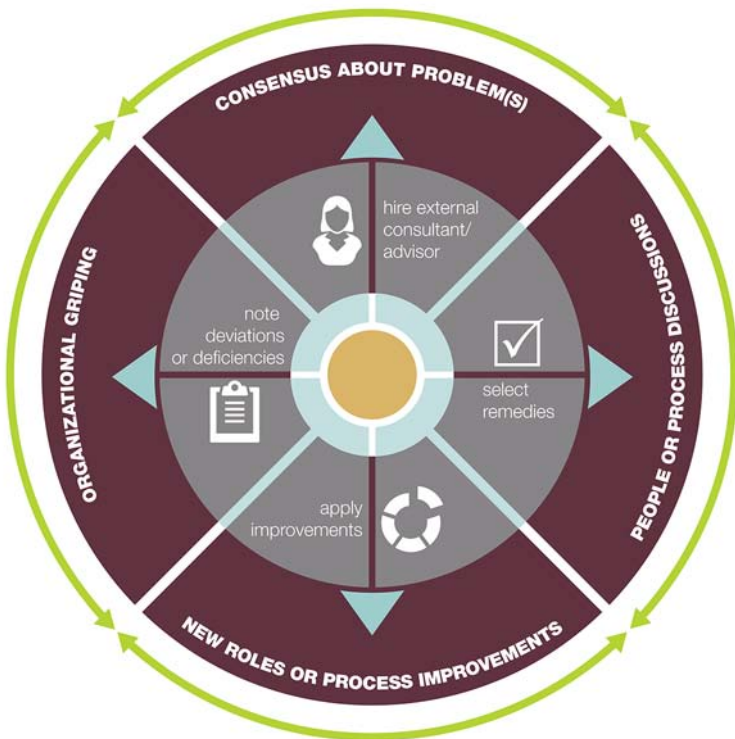 CONSENSUS ABOUT PROBLEM(S)
hire external
consultant/
advisor
PEOPLE OR PROCESS DISCUSSIONS
select
remedies
NEW ROLES OR PROCESS IMPROVEMENTS
apply
improvements
ORGANIZATIONAL GRIPING
note
deviations
or deficiencies